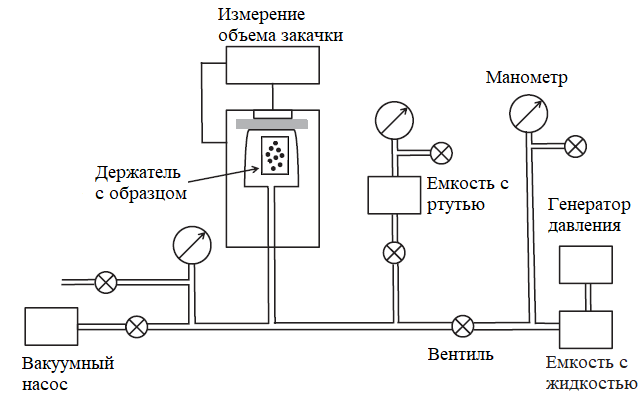 Измерение
объема закачки
Манометр
Держатель
с образцом
Емкость с
ртутью
Генератор
давления
Вакуумный
насос
Вентиль
Емкость с
жидкостью